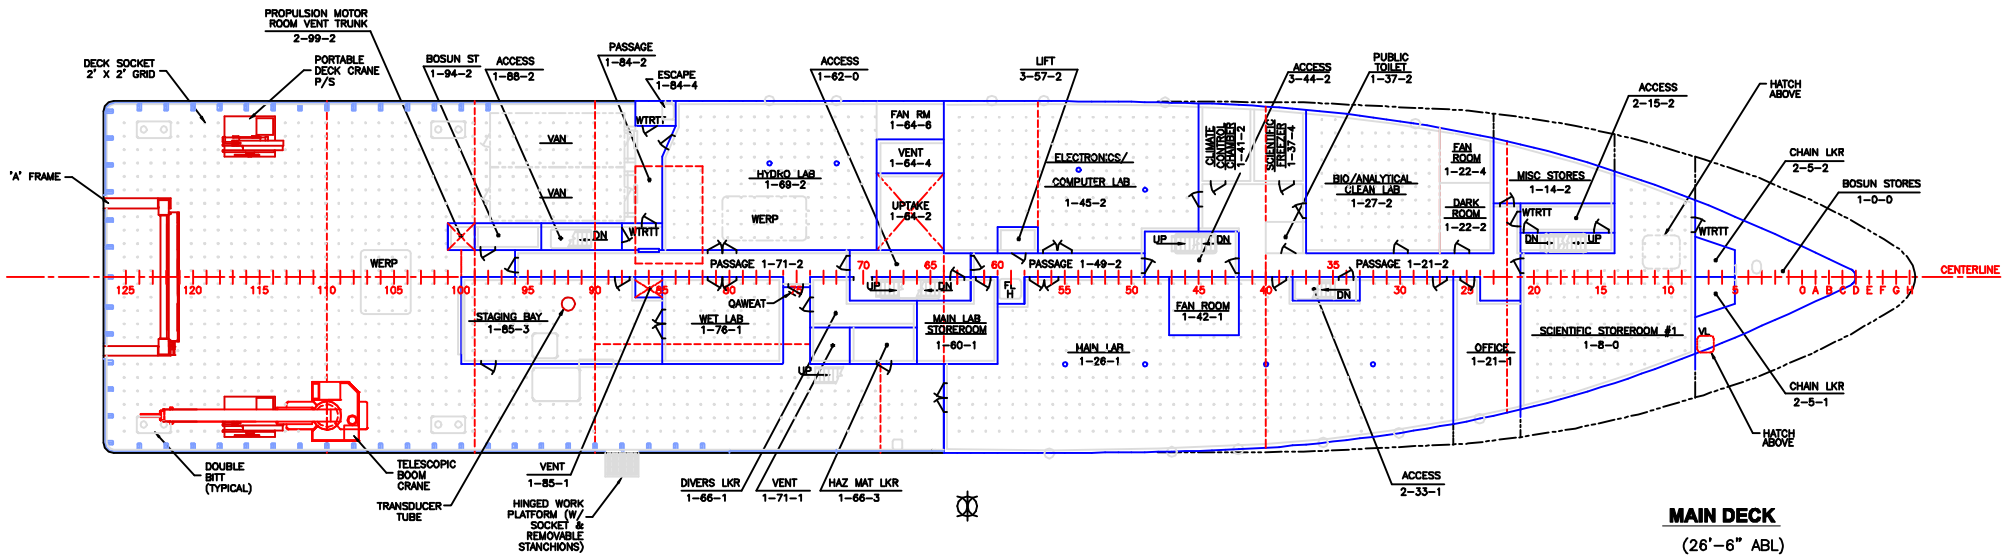 PROPULSION MOTOR
ROOM VENT TRUNK
2-99-2
DECK SOCKET
2' X 2' GRID
PORTABLE
DECK CRANE
P/S
BOSUN ST
1-94-2
ACCESS
1-88-2
PASSAGE
1-84-2
ESCAPE
1-84-4
ACCESS
1-62-0
LIFT
3-57-2
ACCESS
3-44-2
PUBLIC
TOILET
1-37-2
ACCESS
2-15-2
HATCH
ABOVE
CHAIN LKR
2-5-2
BOSUN STORES
1-0-0
'A' FRAME
VAN
VAN
WTRTT
WTRTT
DN
WERP
HYDRO LAB
1-69-2
WERP
FAN RM
1-64-6
VENT
1-64-4
UPTAKE
1-64-2
ELECTRONICS/
COMPUTER LAB
1-45-2
CLIMATE
CONTROL
CHAMBER
1-41-2
SCIENTIFIC
FREEZER
1-37-4
BIO/ANALYTICAL
CLEAN LAB
1-27-2
FAN
ROOM
1-22-4
DARK
ROOM
1-22-2
MISC STORES
1-14-2
WTRTT
DN
UP
WTRTT
UP
DN
PASSAGE 1-71-2
PASSAGE 1-49-2
PASSAGE 1-21-2
CENTERLINE
125 120 115 110 105 100 95 90 85 80 75 70 65 60 55 50 45 40 35 30 25 20 15 10 5 0 A B C D E F G H
UP
DN
FL
H
DN
QAWEAT
STAGING BAY
1-85-3
WET LAB
1-76-1
MAIN LAB
STOREROOM
1-60-1
FAN ROOM
1-42-1
MAIN LAB
1-26-1
OFFICE
1-21-1
SCIENTIFIC STOREROOM #1
1-8-0
VL
UP
CHAIN LKR
2-5-1
HATCH
ABOVE
DOUBLE
BITT
(TYPICAL)
TELESCOPIC
BOOM
CRANE
TRANSDUCER
TUBE
VENT
1-85-1
HINGED WORK
PLATFORM (W/
SOCKET &
REMOVABLE
STANCHIONS)
DIVERS LKR
1-66-1
VENT
1-71-1
HAZ MAT LKR
1-66-3
ACCESS
2-33-1
MAIN DECK
(26'-6" ABL)